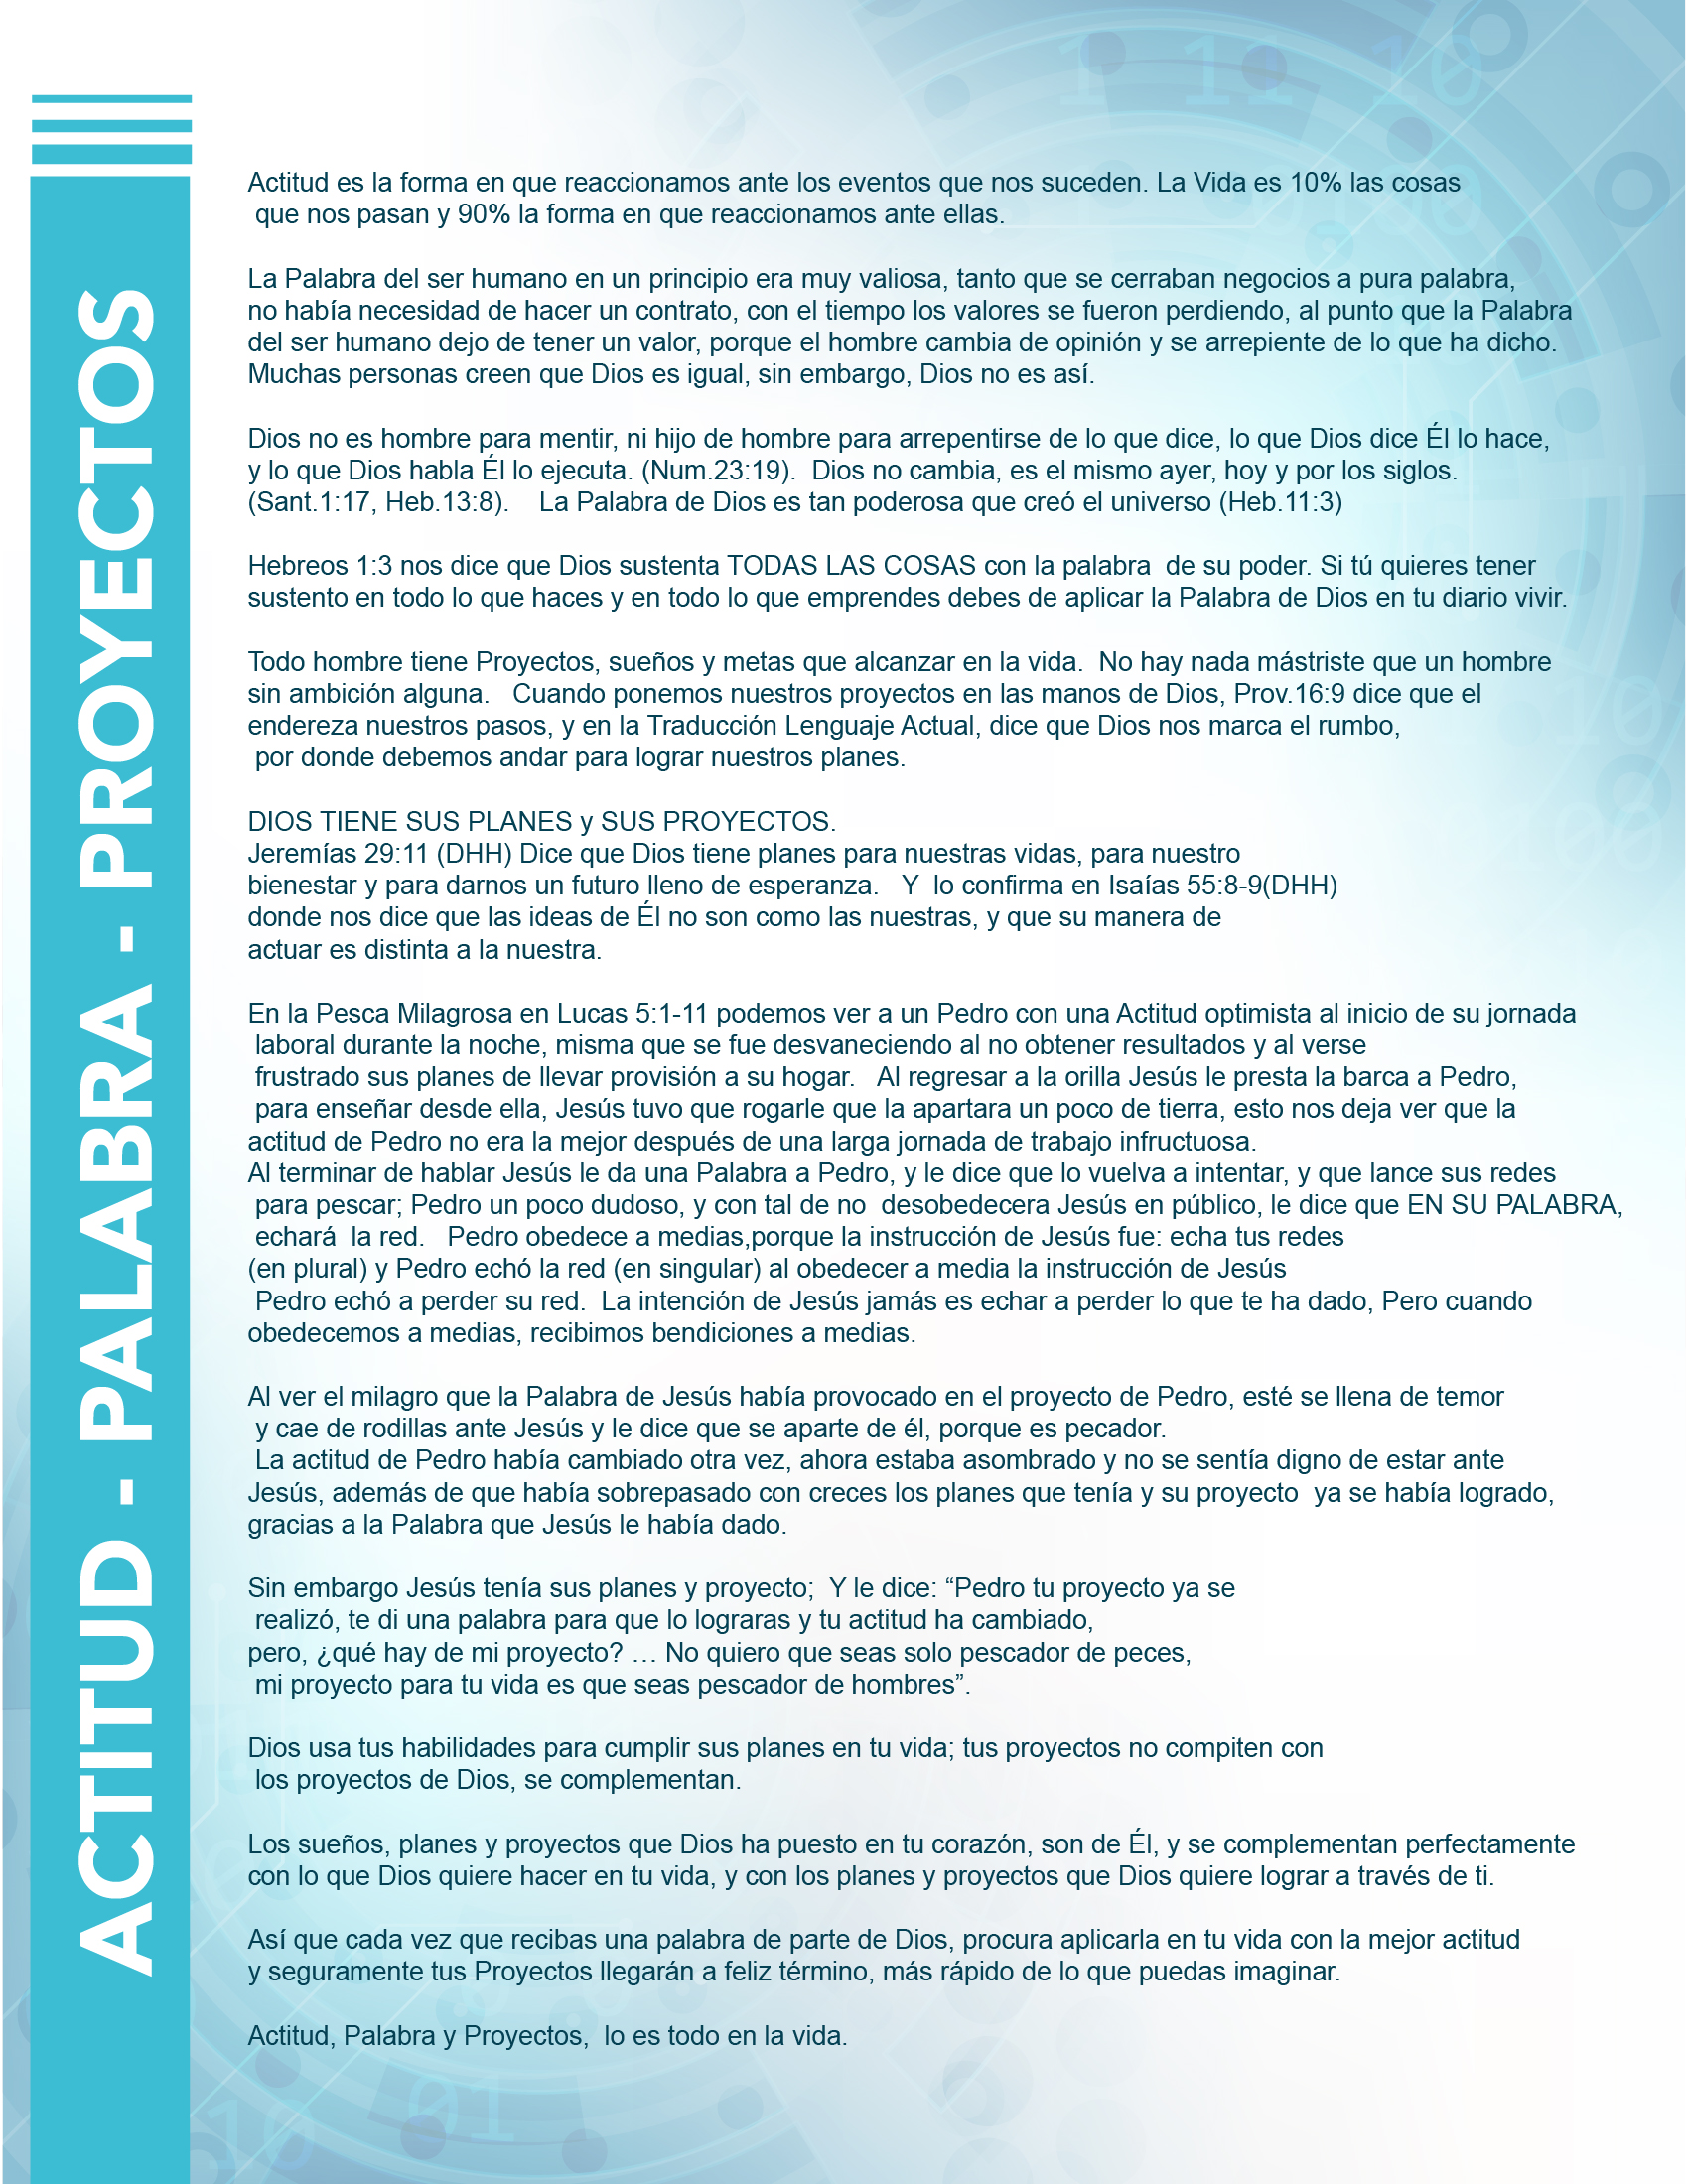 ACTITUD - PALABRA - PROYECTOS
Actitud es la forma en que reaccionamos ante los eventos que nos suceden. La Vida es 10% las cosas
que nos pasan y 90% la forma en que reaccionamos ante ellas.
La Palabra del ser humano en un principio era muy valiosa, tanto que se cerraban negocios a pura palabra,
no había necesidad de hacer un contrato, con el tiempo los valores se fueron perdiendo, al punto que la Palabra
del ser humano dejo de tener un valor, porque el hombre cambia de opinión y se arrepiente de lo que ha dicho.
Muchas personas creen que Dios es igual, sin embargo, Dios no es así.
Dios no es hombre para mentir, ni hijo de hombre para arrepentirse de lo que dice, lo que Dios dice Él lo hace,
y lo que Dios habla Él lo ejecuta. (Num.23:19).  Dios no cambia, es el mismo ayer, hoy y por los siglos.
(Sant.1:17, Heb.13:8).    La Palabra de Dios es tan poderosa que creó el universo (Heb.11:3)
Hebreos 1:3 nos dice que Dios sustenta TODAS LAS COSAS con la palabra  de su poder. Si tú quieres tener
sustento en todo lo que haces y en todo lo que emprendes debes de aplicar la Palabra de Dios en tu diario vivir.
Todo hombre tiene Proyectos, sueños y metas que alcanzar en la vida.  No hay nada mástriste que un hombre
sin ambición alguna.   Cuando ponemos nuestros proyectos en las manos de Dios, Prov.16:9 dice que el
endereza nuestros pasos, y en la Traducción Lenguaje Actual, dice que Dios nos marca el rumbo,
por donde debemos andar para lograr nuestros planes.
DIOS TIENE SUS PLANES y SUS PROYECTOS.
Jeremías 29:11 (DHH) Dice que Dios tiene planes para nuestras vidas, para nuestro
bienestar y para darnos un futuro lleno de esperanza.   Y  lo confirma en Isaías 55:8-9(DHH)
donde nos dice que las ideas de Él no son como las nuestras, y que su manera de
actuar es distinta a la nuestra.
En la Pesca Milagrosa en Lucas 5:1-11 podemos ver a un Pedro con una Actitud optimista al inicio de su jornada
laboral durante la noche, misma que se fue desvaneciendo al no obtener resultados y al verse
frustrado sus planes de llevar provisión a su hogar.   Al regresar a la orilla Jesús le presta la barca a Pedro,
para enseñar desde ella, Jesús tuvo que rogarle que la apartara un poco de tierra, esto nos deja ver que la
actitud de Pedro no era la mejor después de una larga jornada de trabajo infructuosa.
Al terminar de hablar Jesús le da una Palabra a Pedro, y le dice que lo vuelva a intentar, y que lance sus redes
para pescar; Pedro un poco dudoso, y con tal de no  desobedecera Jesús en público, le dice que EN SU PALABRA,
echará  la red.   Pedro obedece a medias,porque la instrucción de Jesús fue: echa tus redes
(en plural) y Pedro echó la red (en singular) al obedecer a media la instrucción de Jesús
Pedro echó a perder su red.  La intención de Jesús jamás es echar a perder lo que te ha dado, Pero cuando
obedecemos a medias, recibimos bendiciones a medias.
Al ver el milagro que la Palabra de Jesús había provocado en el proyecto de Pedro, esté se llena de temor
y cae de rodillas ante Jesús y le dice que se aparte de él, porque es pecador.
La actitud de Pedro había cambiado otra vez, ahora estaba asombrado y no se sentía digno de estar ante
Jesús, además de que había sobrepasado con creces los planes que tenía y su proyecto  ya se había logrado,
gracias a la Palabra que Jesús le había dado.
Sin embargo Jesús tenía sus planes y proyecto;  Y le dice: “Pedro tu proyecto ya se
realizó, te di una palabra para que lo lograras y tu actitud ha cambiado,
pero, ¿qué hay de mi proyecto? … No quiero que seas solo pescador de peces,
mi proyecto para tu vida es que seas pescador de hombres”.
Dios usa tus habilidades para cumplir sus planes en tu vida; tus proyectos no compiten con
los proyectos de Dios, se complementan.
Los sueños, planes y proyectos que Dios ha puesto en tu corazón, son de Él, y se complementan perfectamente
con lo que Dios quiere hacer en tu vida, y con los planes y proyectos que Dios quiere lograr a través de ti.
Así que cada vez que recibas una palabra de parte de Dios, procura aplicarla en tu vida con la mejor actitud
y seguramente tus Proyectos llegarán a feliz término, más rápido de lo que puedas imaginar.
Actitud, Palabra y Proyectos,  lo es todo en la vida.